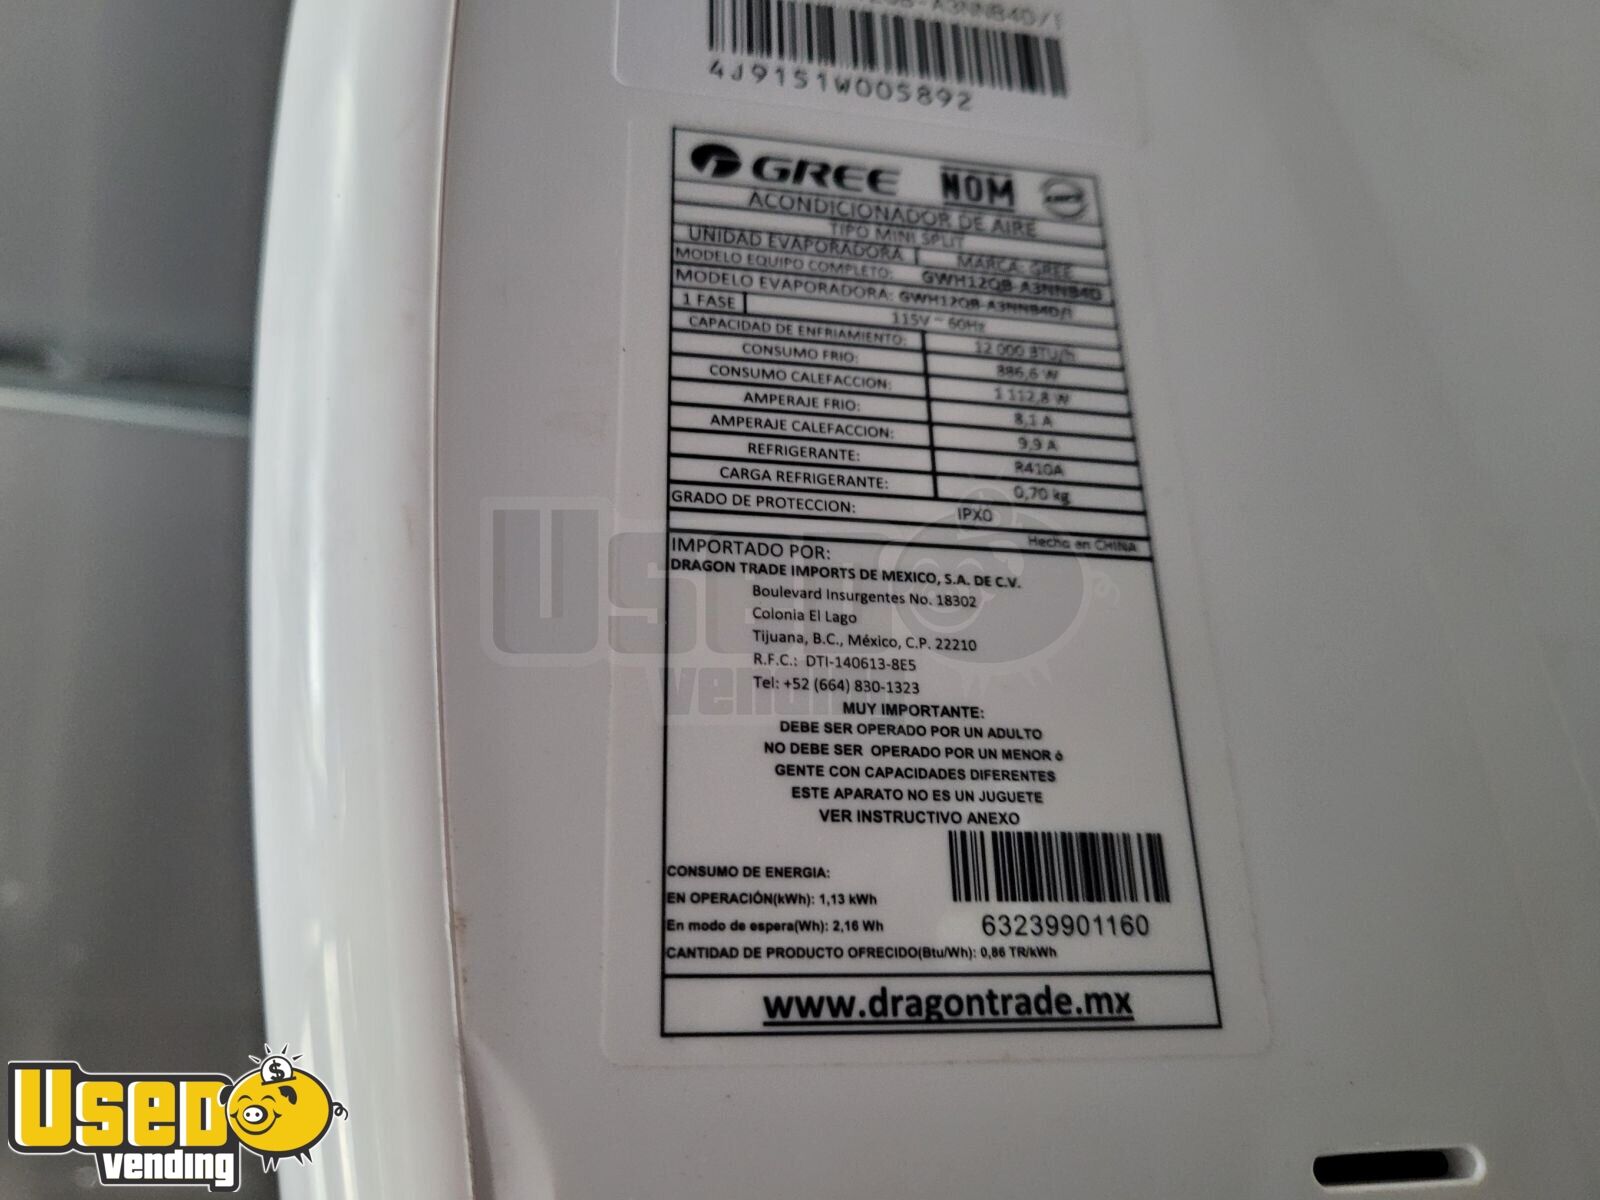 4J91S1W005892
GREE NOM
ACONDICIONADOR DE AIRE
TIPO MINI SPLIT
UNIDAD EVAPORADORA MARCA: GREE
MODELO EQUIPO COMPLETO: GWH12QB-A3NNB4D
MODELO EVAPORADORA: GWH12QB-A3NNB4D/I
1 FASE 115V ~ 60Hz
CAPACIDAD DE ENFRIAMIENTO: 12 000 BTU/h
CONSUMO FRIO: 886,6 W
CONSUMO CALEFACCION: 1 112,8 W
AMPERAJE FRIO: 8,1 A
AMPERAJE CALEFACCION: 9,9 A
REFRIGERANTE: R410A
CARGA REFRIGERANTE: 0,70 kg
GRADO DE PROTECCION: IPX0
Hecho en CHINA
IMPORTADO POR:
DRAGON TRADE IMPORTS DE MEXICO, S.A. DE C.V.
Boulevard Insurgentes No. 18302
Colonia El Lago
Tijuana, B.C., México, C.P. 22210
R.F.C.: DTI-140613-8E5
Tel: +52 (664) 830-1323
MUY IMPORTANTE:
DEBE SER OPERADO POR UN ADULTO
NO DEBE SER OPERADO POR UN MENOR ó
GENTE CON CAPACIDADES DIFERENTES
ESTE APARATO NO ES UN JUGUETE
VER INSTRUCTIVO ANEXO
CONSUMO DE ENERGIA:
EN OPERACIÓN(kWh): 1,13 kWh
En modo de espera(Wh): 2,16 Wh
63239901160
CANTIDAD DE PRODUCTO OFRECIDO(Btu/Wh): 0,86 TR/kWh
www.dragontrade.mx
USED
vending
USED
vending